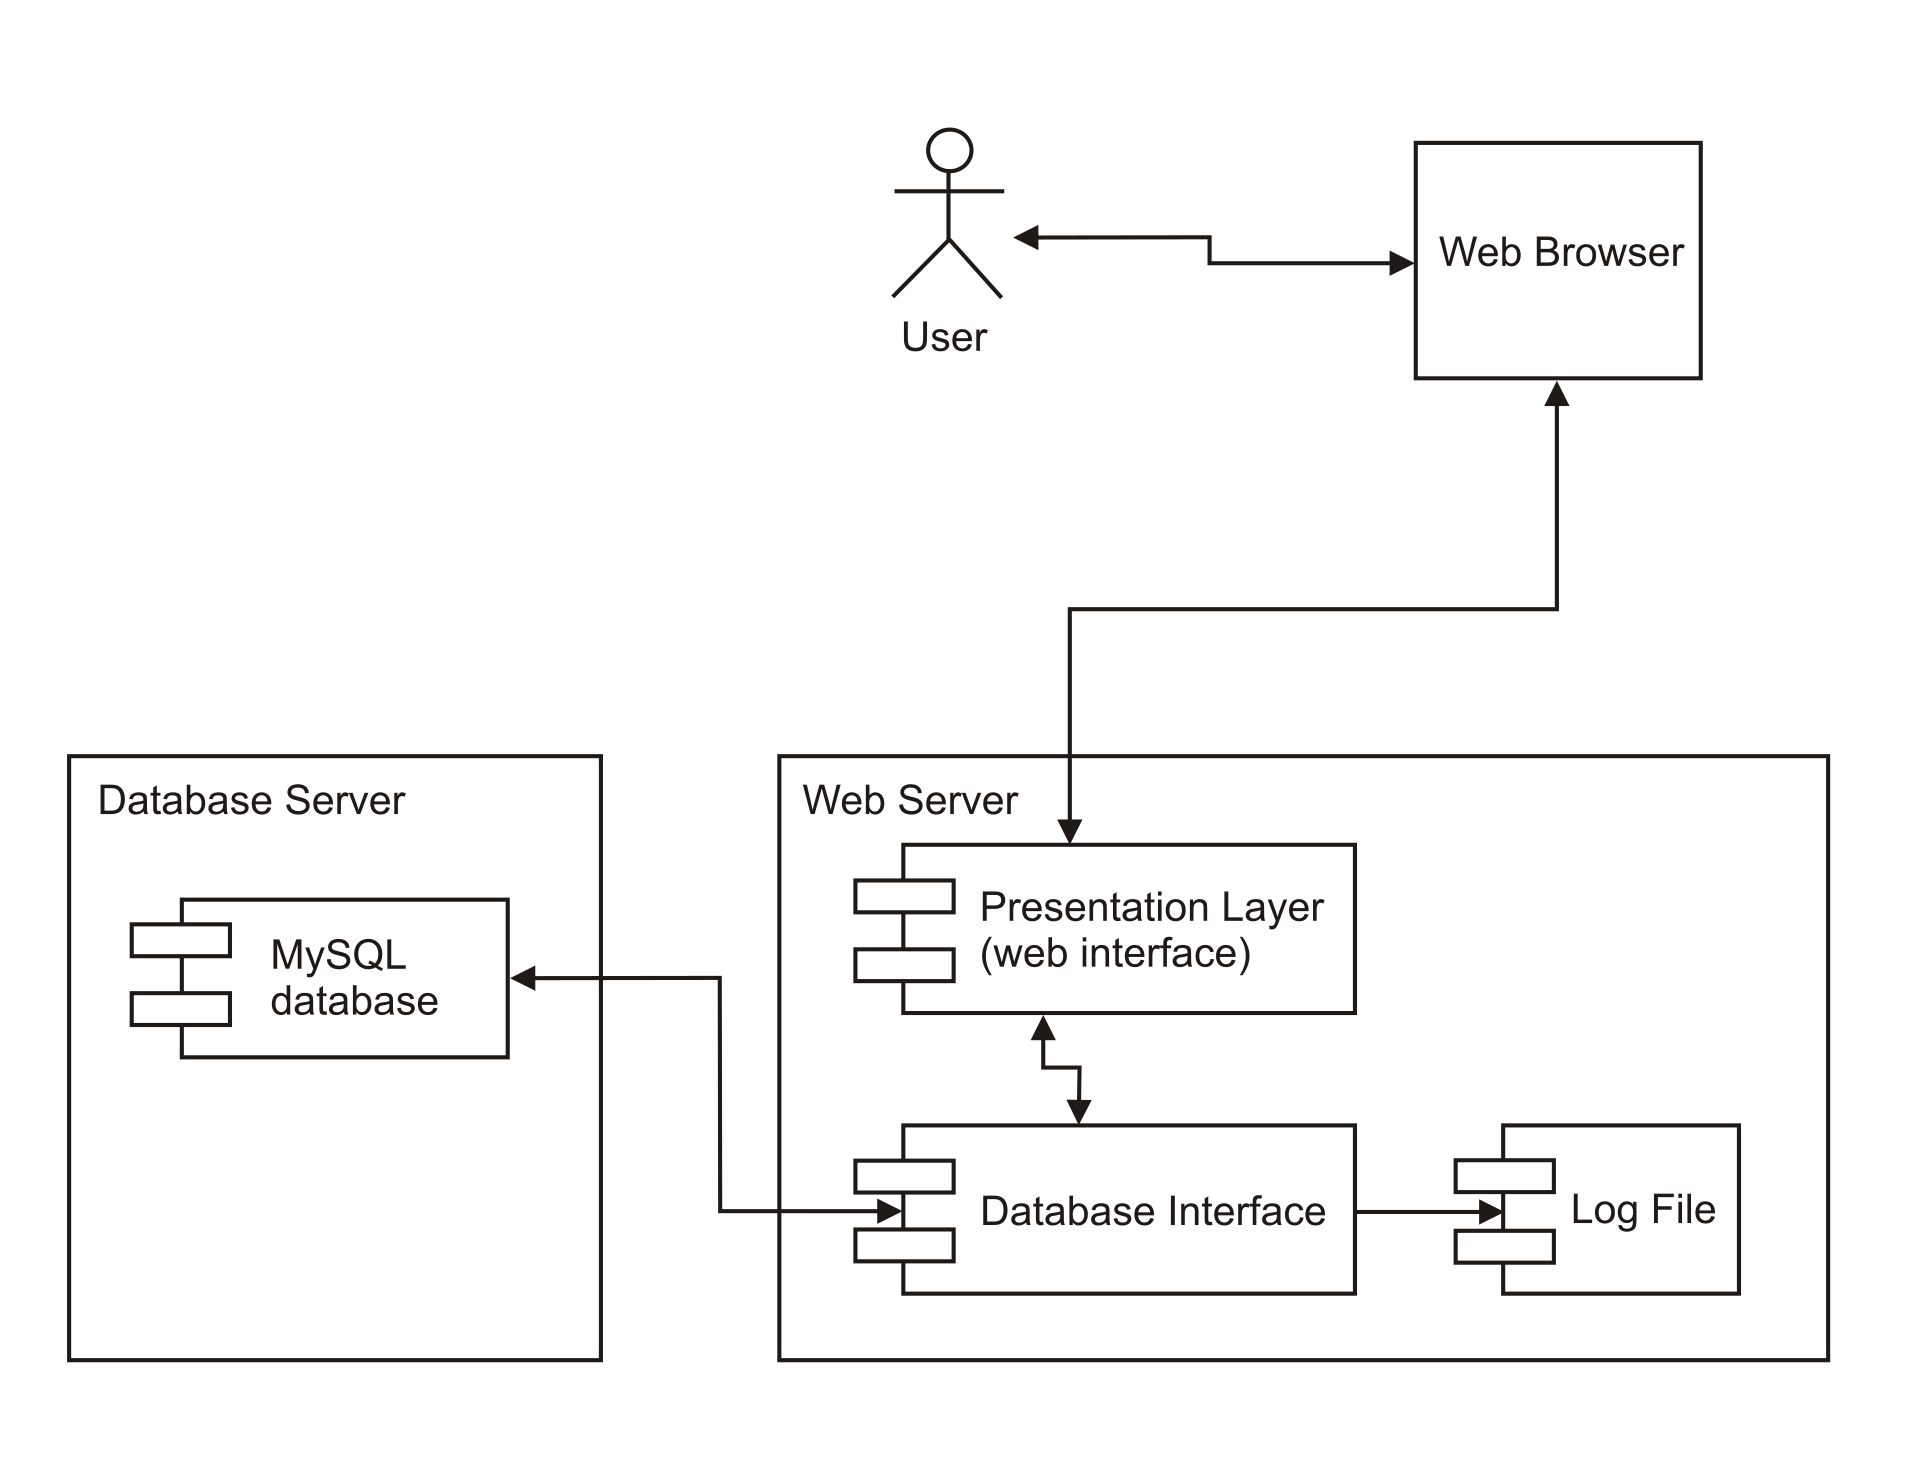 User
Web Browser
Database Server
MySQL
database
Web Server
Presentation Layer
(web interface)
Database Interface
Log File